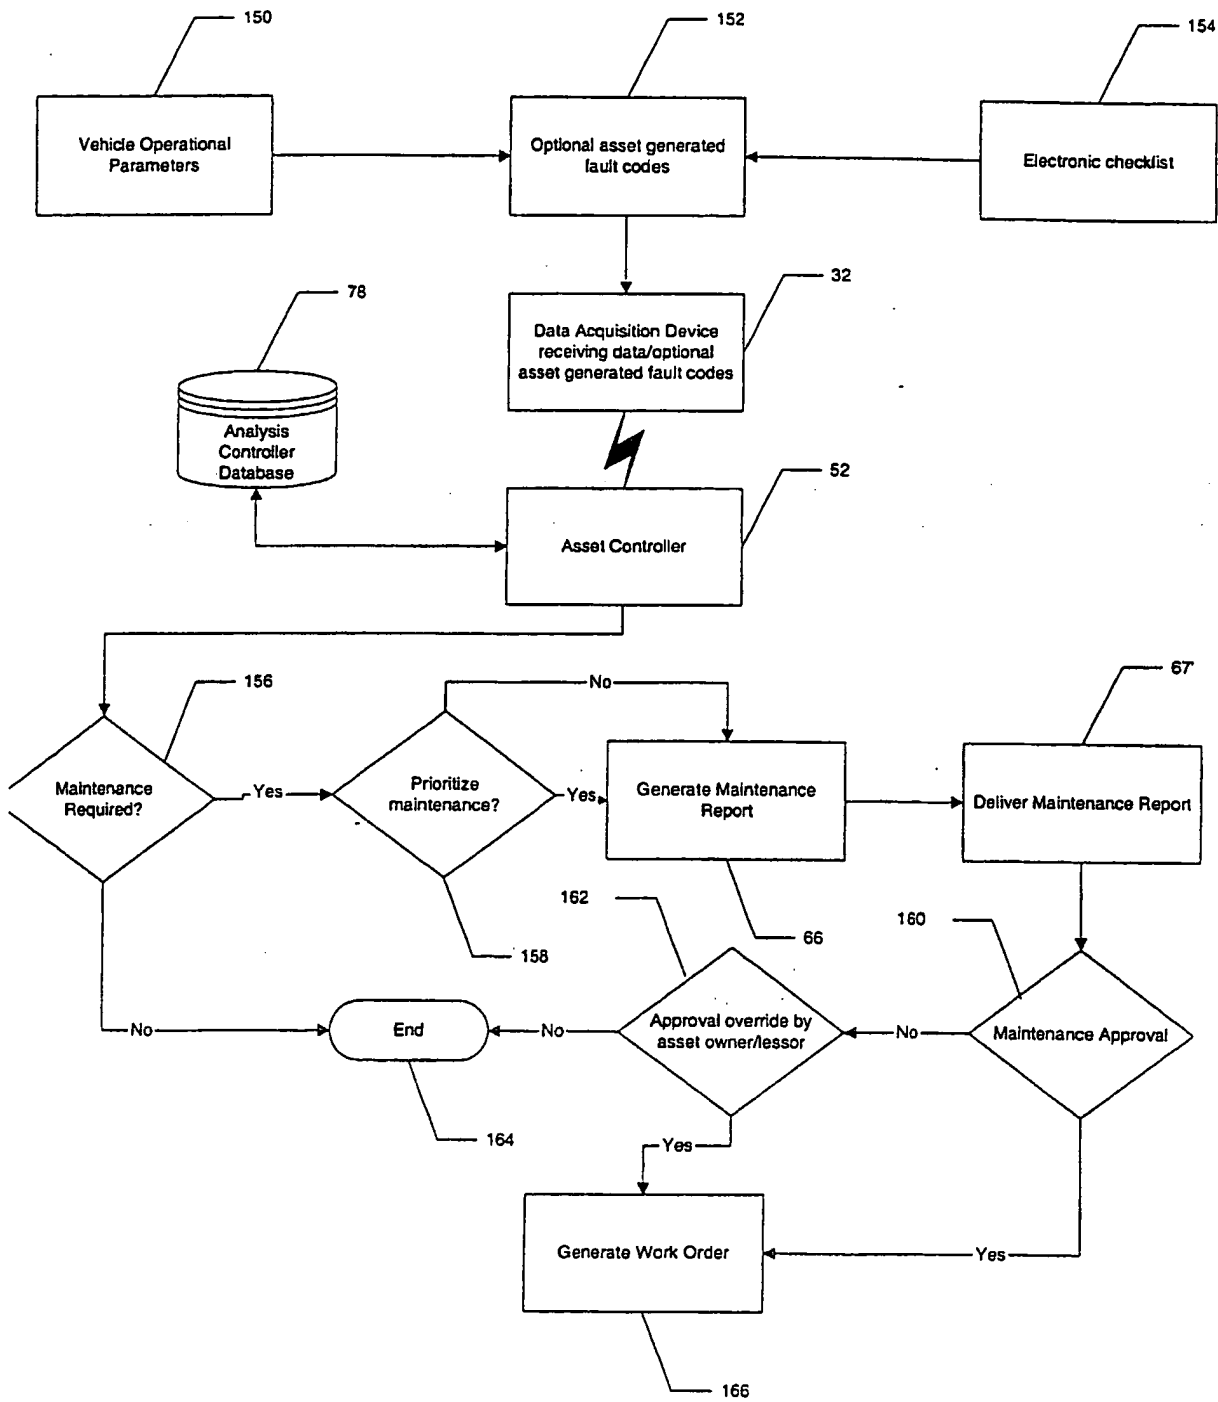 150
152
154
Vehicle Operational
Parameters
Optional asset generated
fault codes
Electronic checklist
78
32
Data Acquisition Device
receiving data/optional
asset generated fault codes
Analysis
Controller
Database
52
Asset Controller
156
No
67
Maintenance
Required?
Yes
Prioritize
maintenance?
Yes
Generate Maintenance
Report
Deliver Maintenance Report
162
160
66
158
No
End
No
Approval override by
asset owner/lessor
No
Maintenance Approval
164
Yes
Generate Work Order
Yes
166